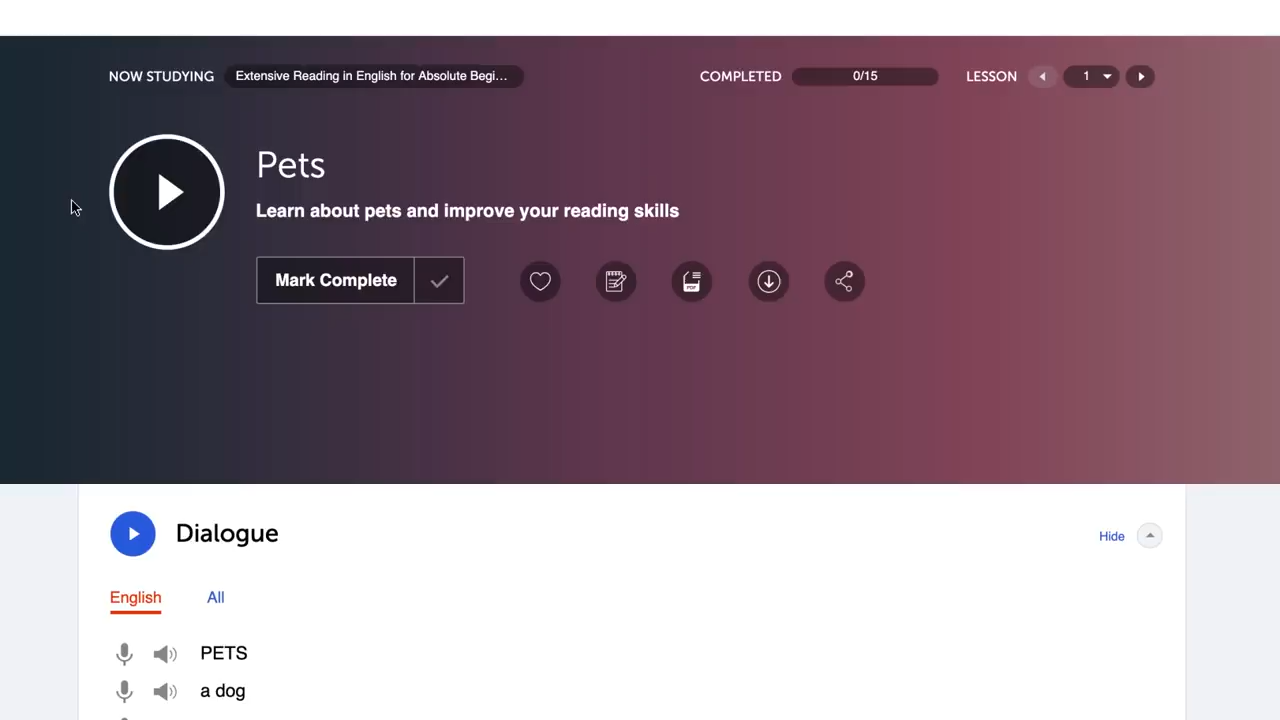 NOW STUDYING Extensive Reading in English for Absolute Begi... COMPLETED 0/15 LESSON 1
Pets
Learn about pets and improve your reading skills
Mark Complete
PDF
Dialogue
Hide
English All
PETS
a dog